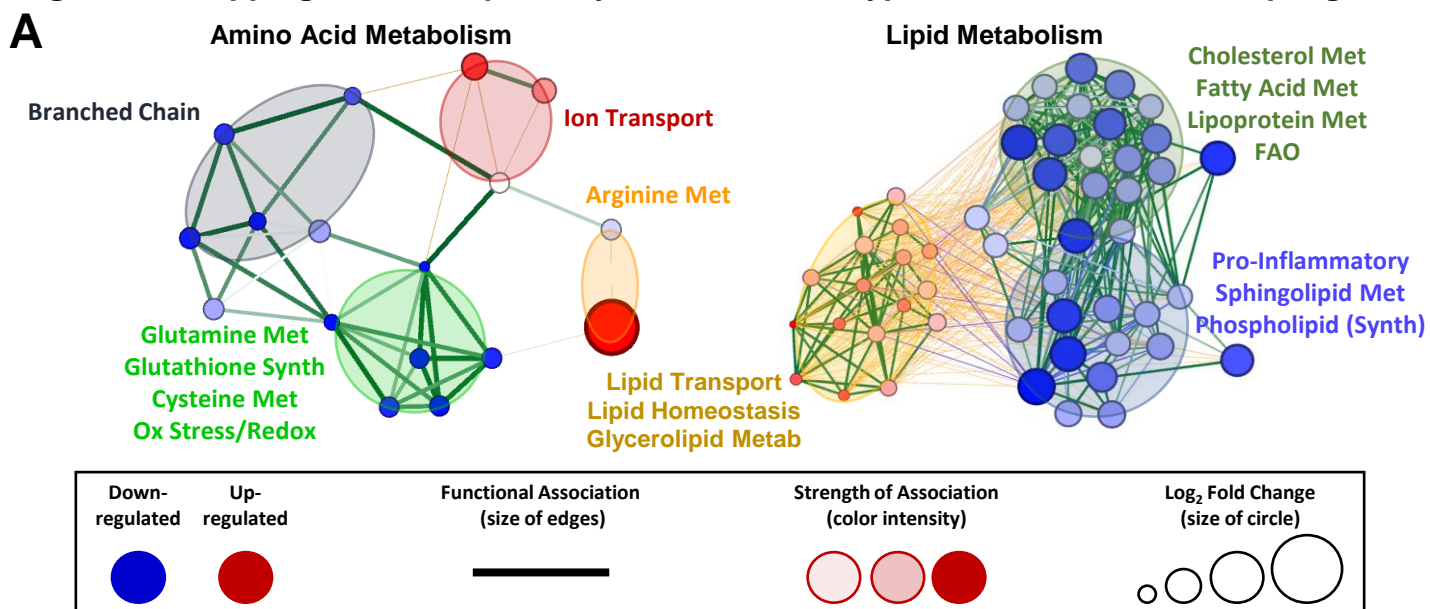 A
Amino Acid Metabolism
Lipid Metabolism
Branched Chain
Ion Transport
Arginine Met
Glutamine Met
Glutathione Synth
Cysteine Met
Ox Stress/Redox
Lipid Transport
Lipid Homeostasis
Glycerolipid Metab
Cholesterol Met
Fatty Acid Met
Lipoprotein Met
FAO
Pro-Inflammatory
Sphingolipid Met
Phospholipid (Synth)
Down-
regulated
Up-
regulated
Functional Association
(size of edges)
Strength of Association
(color intensity)
Log₂ Fold Change
(size of circle)